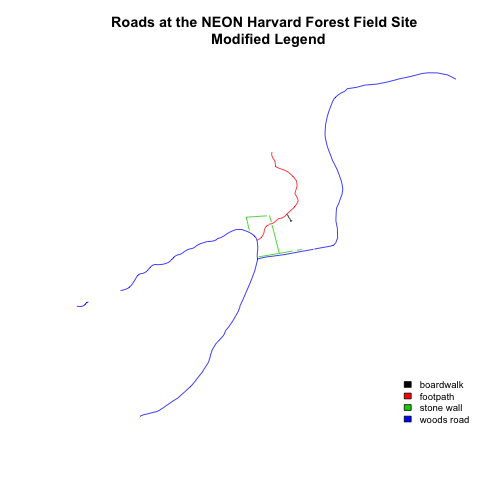 Roads at the NEON Harvard Forest Field Site
Modified Legend
boardwalk
footpath
stone wall
woods road